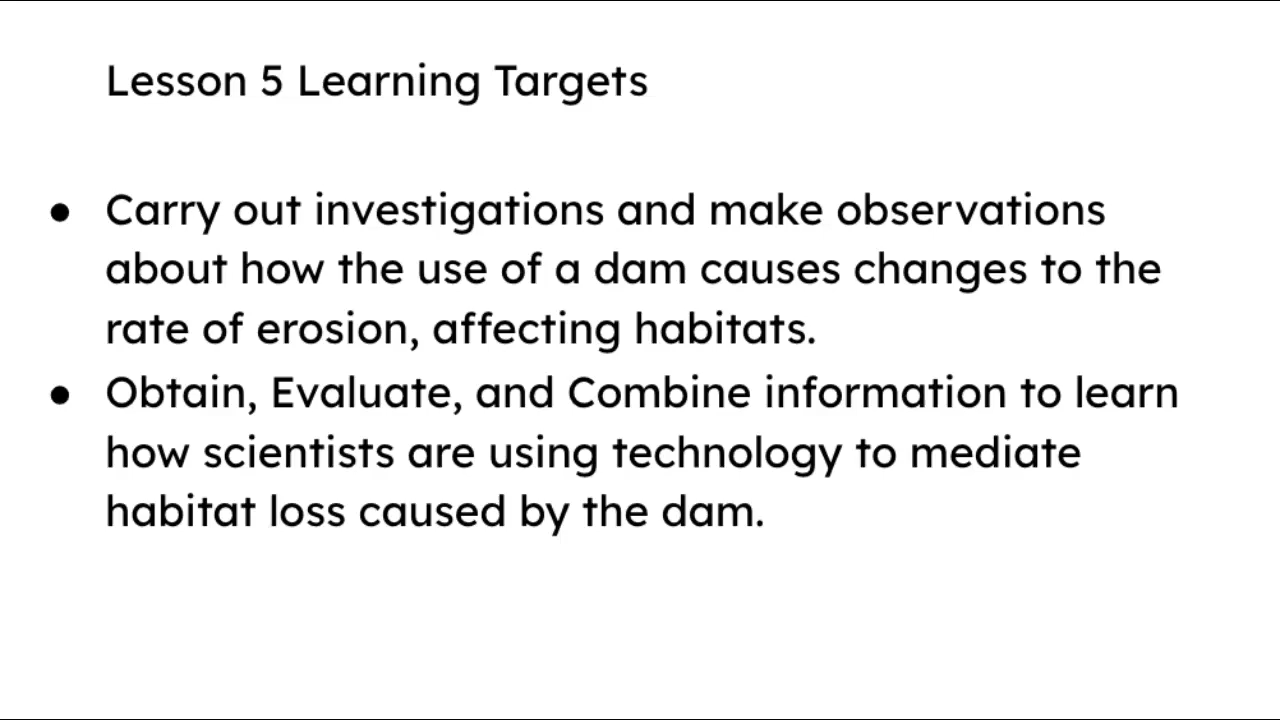 Lesson 5 Learning Targets
● Carry out investigations and make observations
about how the use of a dam causes changes to the
rate of erosion, affecting habitats.
● Obtain, Evaluate, and Combine information to learn
how scientists are using technology to mediate
habitat loss caused by the dam.